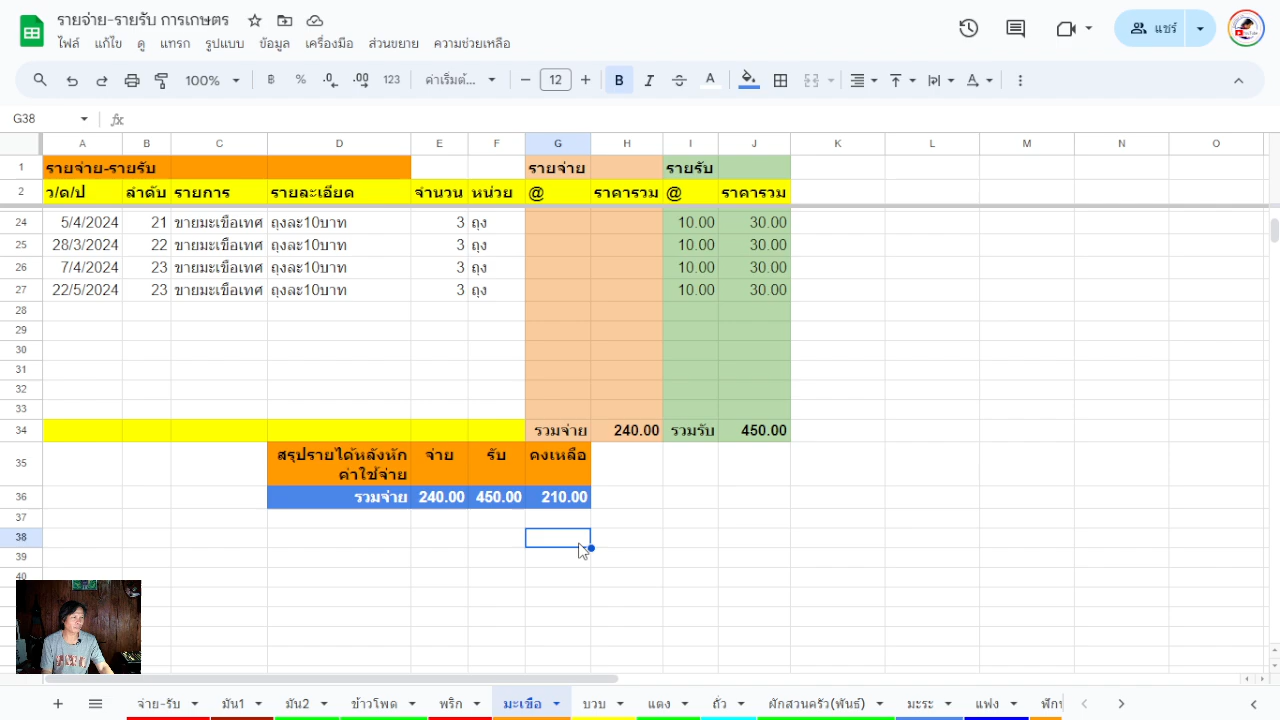 รายจ่าย-รายรับ การเกษตร
ไฟล์ แก้ไข ดู แทรก รูปแบบ ข้อมูล เครื่องมือ ส่วนขยาย ความช่วยเหลือ
แชร์
100% ฿ % .0 .00 123 ค่าเริ่มต้... 12 B I A
G38 fx
A B C D E F G H I J K L M N O
1 รายจ่าย-รายรับ รายจ่าย รายรับ
2 ว/ด/ป ลำดับ รายการ รายละเอียด จำนวน หน่วย @ ราคารวม @ ราคารวม
24 5/4/2024 21 ขายมะเขือเทศ ถุงละ10บาท 3 ถุง 10.00 30.00
25 28/3/2024 22 ขายมะเขือเทศ ถุงละ10บาท 3 ถุง 10.00 30.00
26 7/4/2024 23 ขายมะเขือเทศ ถุงละ10บาท 3 ถุง 10.00 30.00
27 22/5/2024 23 ขายมะเขือเทศ ถุงละ10บาท 3 ถุง 10.00 30.00
28
29
30
31
32
33
34 รวมจ่าย 240.00 รวมรับ 450.00
35 สรุปรายได้หลังหัก จ่าย รับ คงเหลือ
ค่าใช้จ่าย
36 รวมจ่าย 240.00 450.00 210.00
37
38
39
40
จ่าย-รับ มัน1 มัน2 ข้าวโพด พริก มะเขือ บวบ แตง ถั่ว ผักสวนครัว(พันธ์) มะระ แฟง